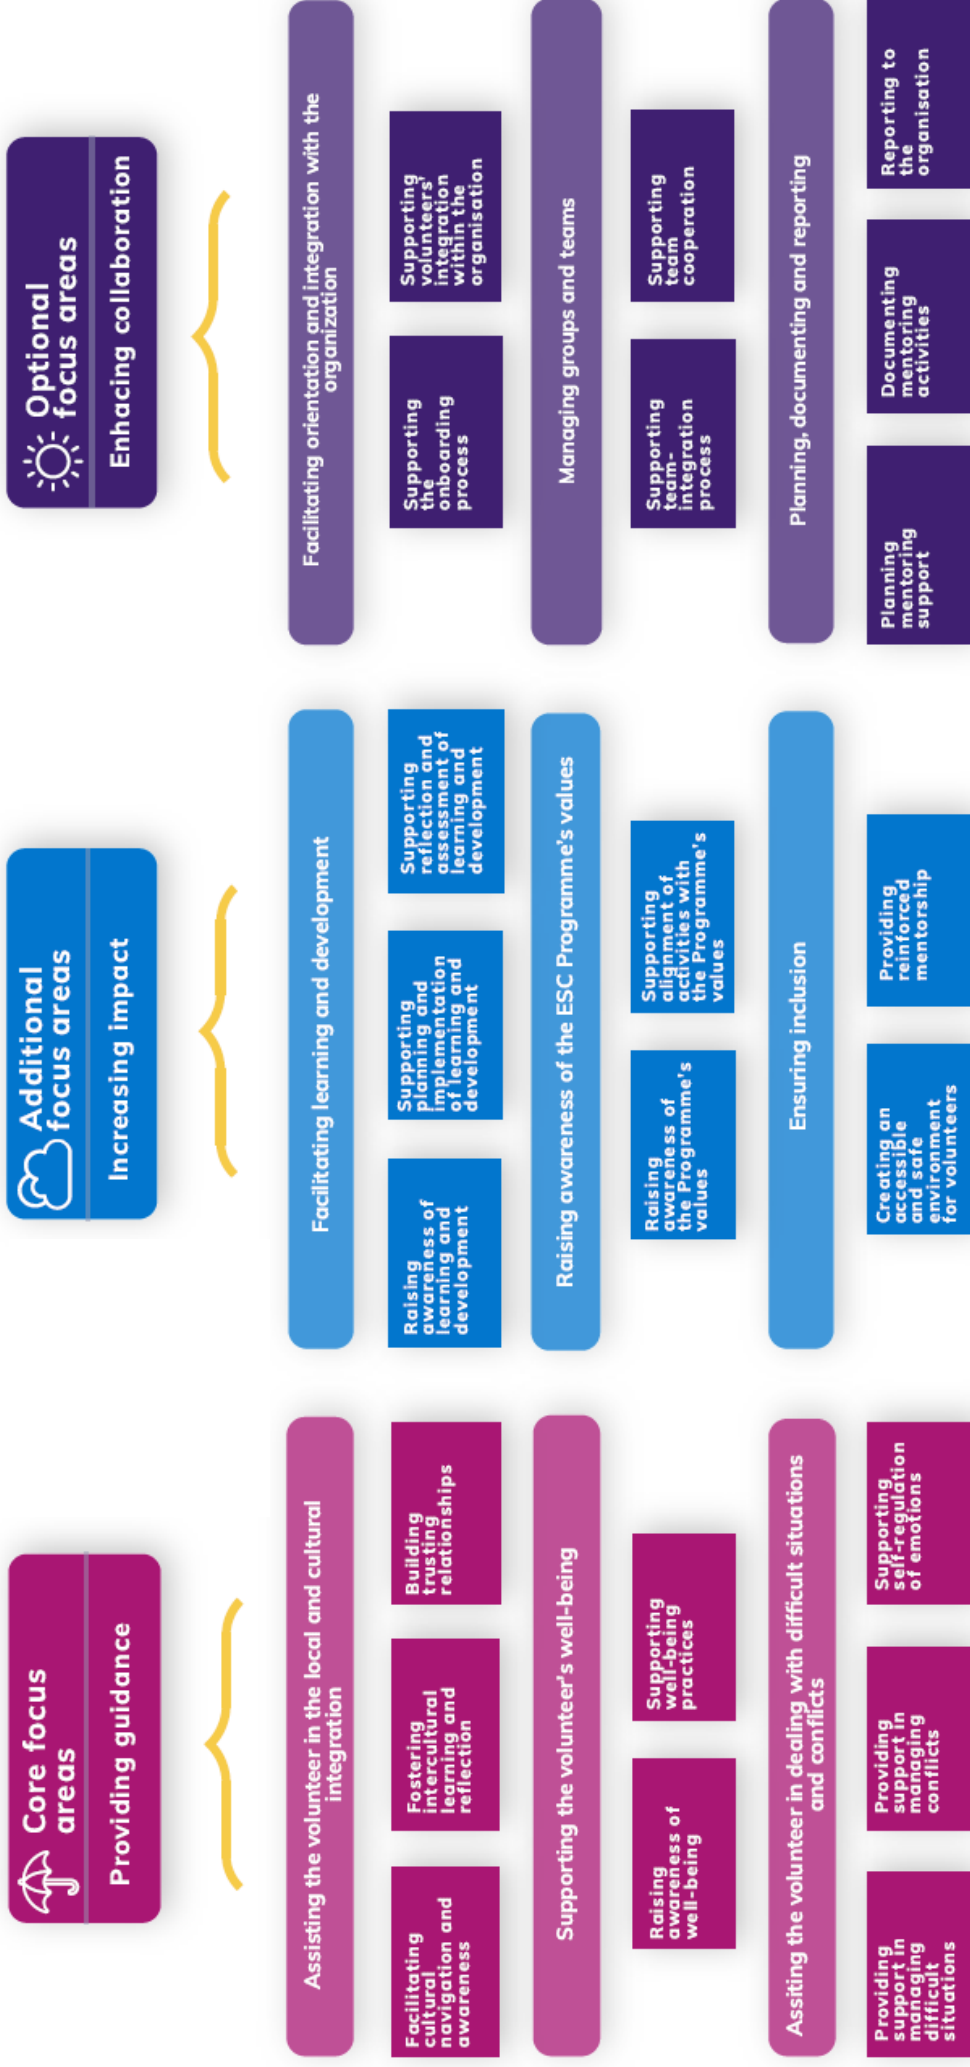 Core focus
areas
Providing guidance
Assisting the volunteer in the local and cultural
integration
Facilitating
cultural
navigation and
awareness
Fostering
intercultural
learning and
reflection
Building
trusting
relationships
Supporting the volunteer's well-being
Raising
awareness of
well-being
Supporting
well-being
practices
Assiting the volunteer in dealing with difficult situations
and conflicts
Providing
support in
managing
difficult
situations
Providing
support in
managing
conflicts
Supporting
self-regulation
of emotions
Additional
focus areas
Increasing impact
Facilitating learning and development
Raising
awareness of
learning and
development
Supporting
planning and
implementation
of learning and
development
Supporting
reflection and
assessment of
learning and
development
Raising awareness of the ESC Programme's values
Raising
awareness of
the Programme's
values
Supporting
alignment of
activities with
the Programme's
values
Ensuring inclusion
Creating an
accessible
and safe
environment
for volunteers
Providing
reinforced
mentorship
Optional
focus areas
Enhacing collaboration
Facilitating orientation and integration with the
organization
Supporting
the
onboarding
process
Supporting
volunteers'
integration
within the
organisation
Managing groups and teams
Supporting
team-
integration
process
Supporting
team
cooperation
Planning, documenting and reporting
Planning
mentoring
support
Documenting
mentoring
activities
Reporting to
the
organisation